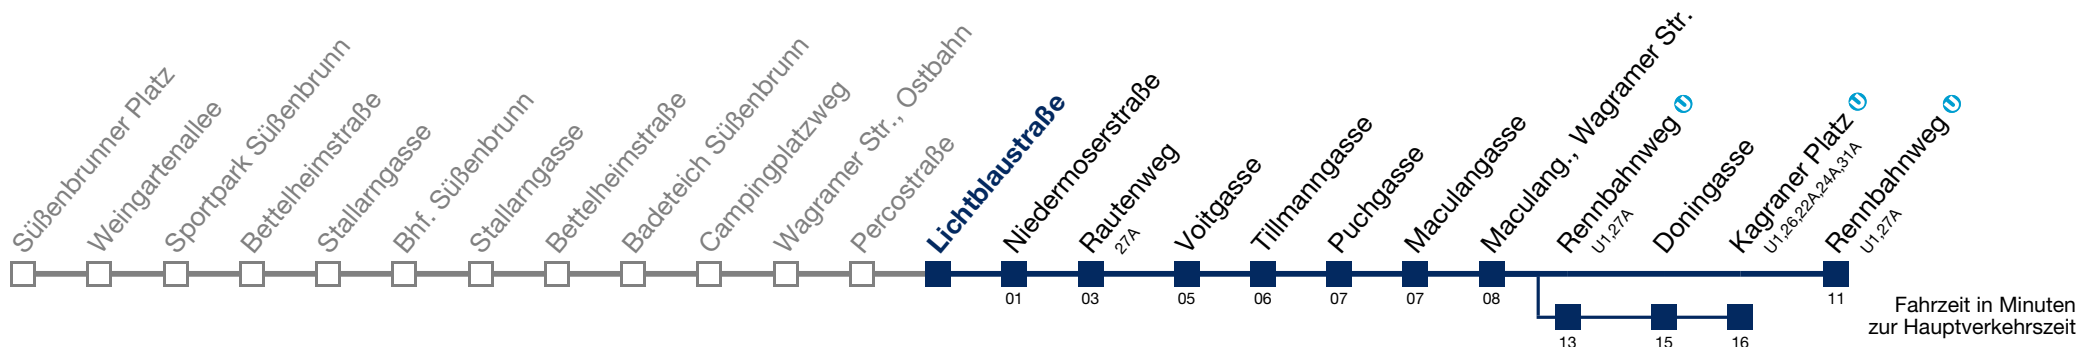 Süßenbrunner Platz
Weingartenallee
Sportpark Süßenbrunn
Bettelheimstraße
Stallarngasse
Bhf. Süßenbrunn
Stallarngasse
Bettelheimstraße
Badeteich Süßenbrunn
Campingplatzweg
Wagramer Str., Ostbahn
Percostraße
Lichtblaustraße
Niedermoserstraße
Rautenweg
27A
Voitgasse
Tillmanngasse
Puchgasse
Maculangasse
Maculang., Wagramer Str.
Rennbahnweg U
U1,27A
Doningasse
Kagraner Platz U
U1,26,22A,24A,31A
Rennbahnweg U
U1,27A
01
03
05
06
07
07
08
11
13
15
16
Fahrzeit in Minuten
zur Hauptverkehrszeit